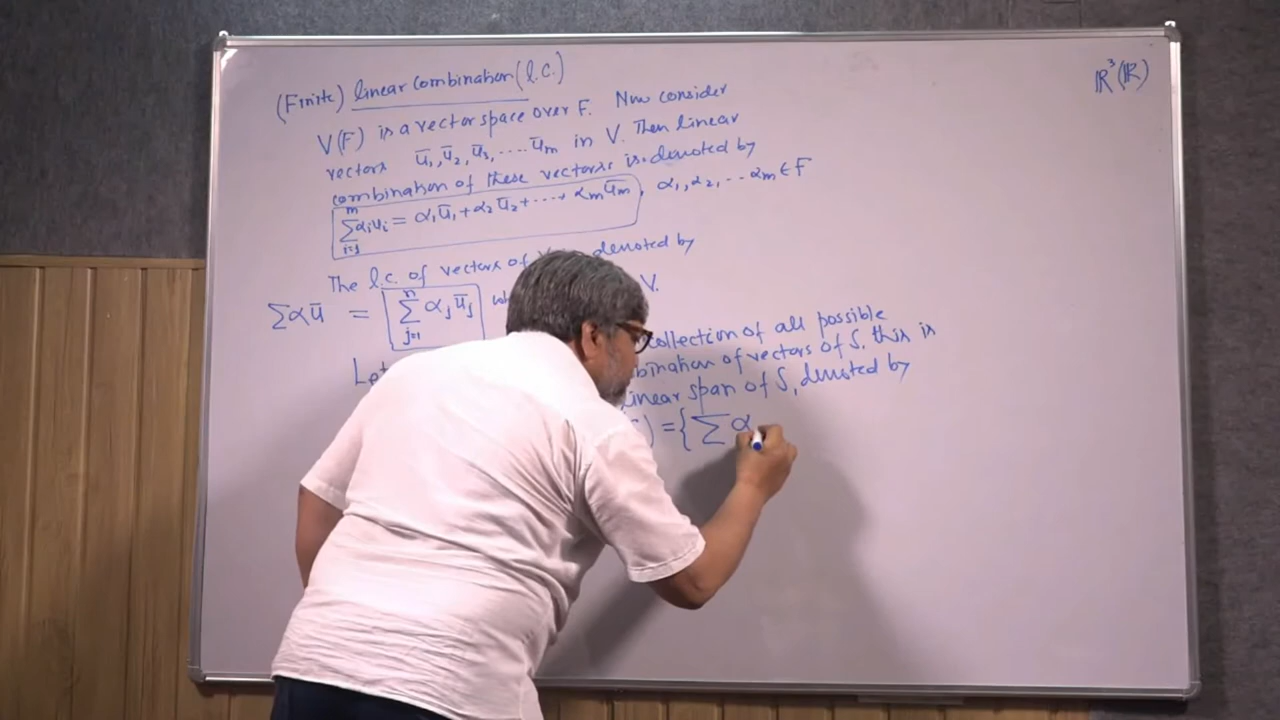 (Finite) linear combination (l.c.)
ℝ³(ℝ)
V(F) is a vector space over F. Now consider
vectors ū₁, ū₂, ū₃, .... ūₘ in V. Then linear
combination of these vectors is denoted by
∑ᵢ₌₁ᵐ αᵢuᵢ = α₁ū₁ + α₂ū₂ + ---- + αₘūₘ, α₁, α₂, -- αₘ ∈ F
The l.c. of vectors of denoted by
∑αū = ∑ⱼ₌₁ⁿ αⱼūⱼ V.
Let collection of all possible
of vectors of S. this is
linear span of S, denoted by
) = { ∑ α